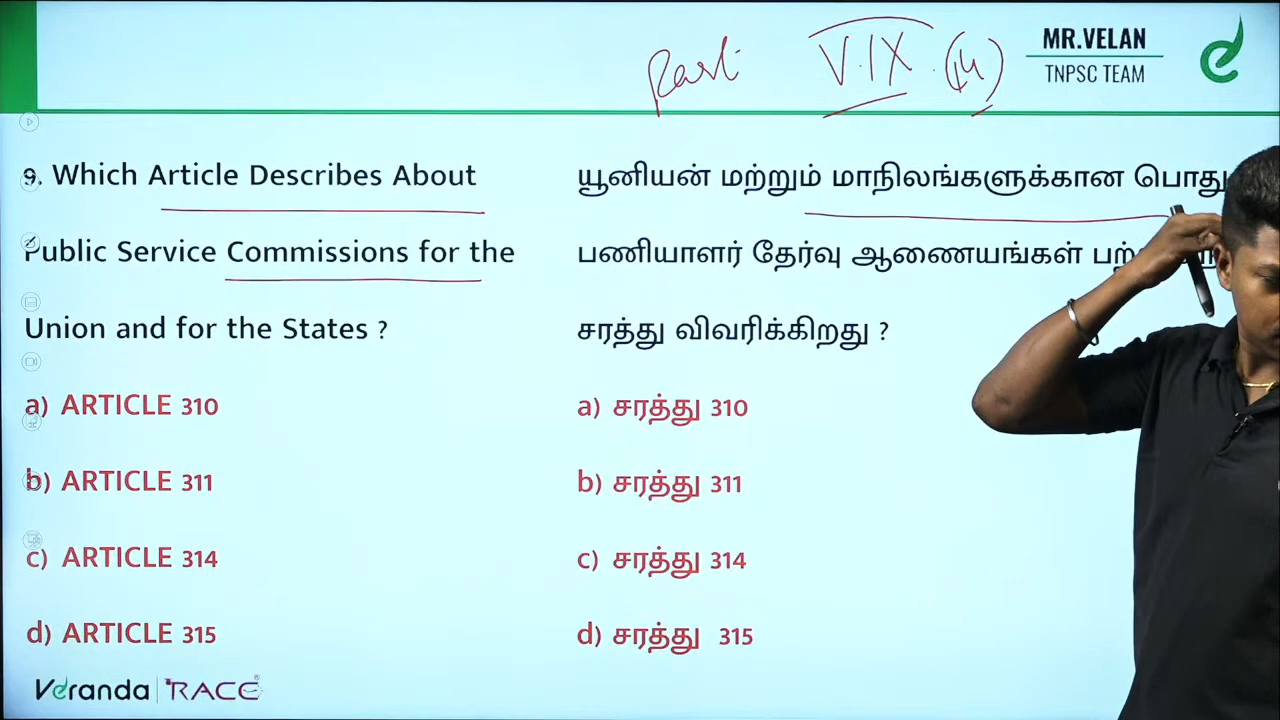 Part V.IX (14)
MR.VELAN
TNPSC TEAM
9. Which Article Describes About
Public Service Commissions for the
Union and for the States ?
a) ARTICLE 310
b) ARTICLE 311
c) ARTICLE 314
d) ARTICLE 315
யூனியன் மற்றும் மாநிலங்களுக்கான பொது
பணியாளர் தேர்வு ஆணையங்கள்
சரத்து விவரிக்கிறது ?
a) சரத்து 310
b) சரத்து 311
c) சரத்து 314
d) சரத்து 315
Veranda RACE